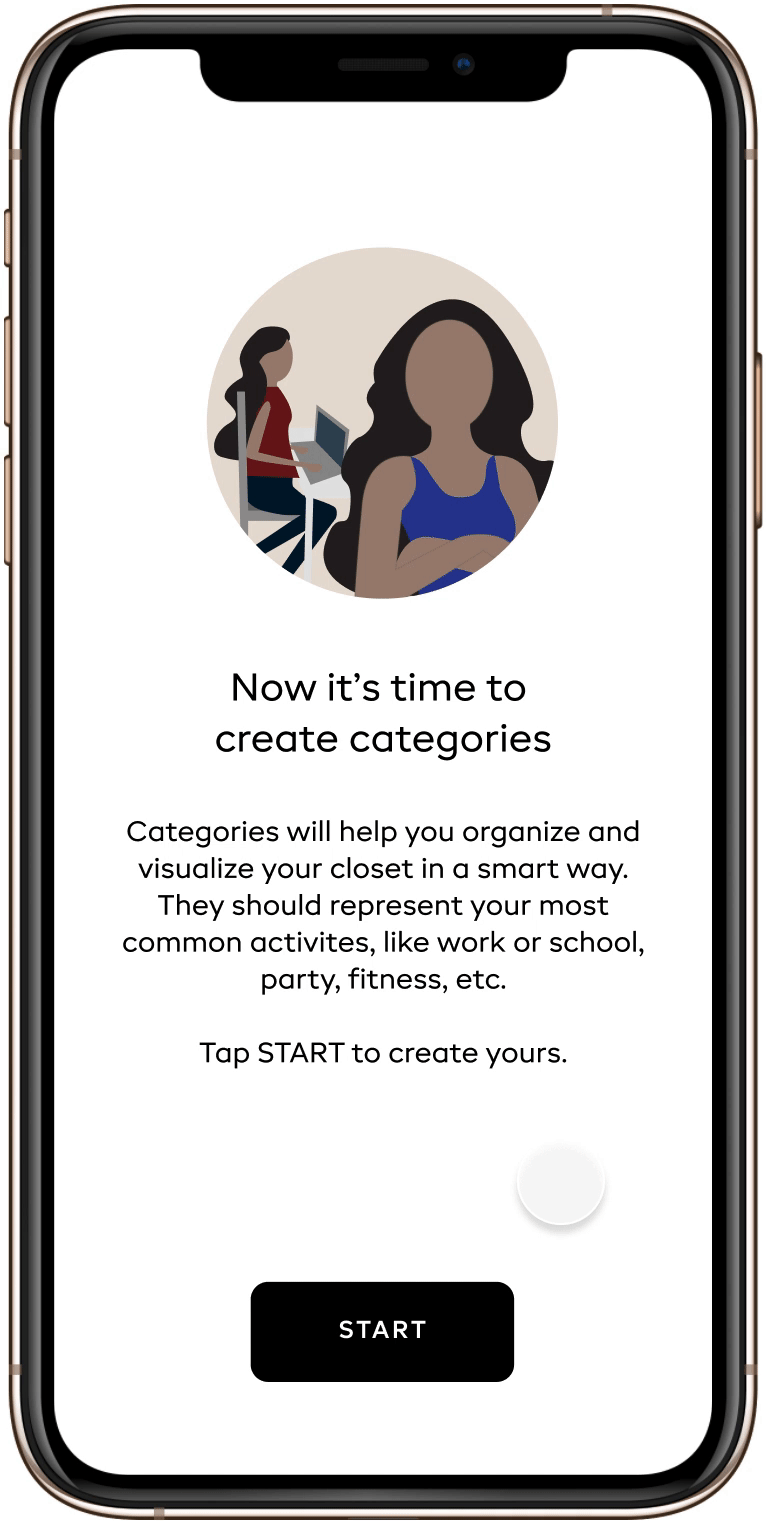 Now it’s time to
create categories
Categories will help you organize and
visualize your closet in a smart way.
They should represent your most
common activites, like work or school,
party, fitness, etc.
Tap START to create yours.
START